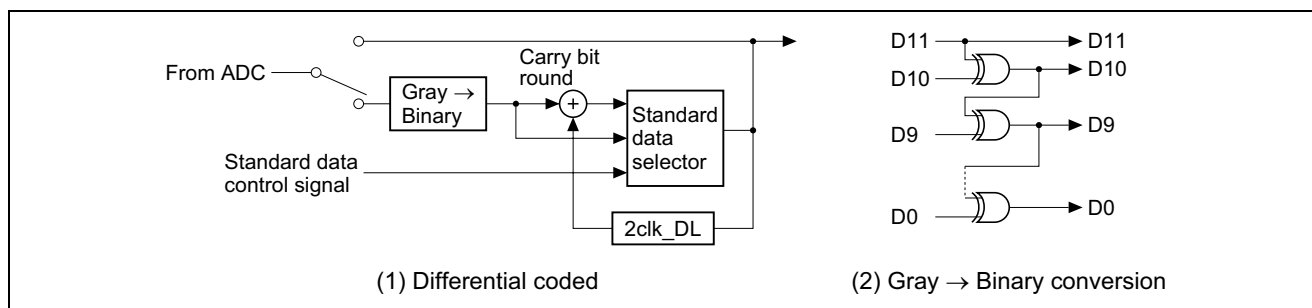 From ADC
Gray →
Binary
Carry bit
round
+
Standard
data
selector
Standard data
control signal
2clk_DL
(1) Differential coded
D11
D11
D10
D10
D9
D9
D0
D0
(2) Gray → Binary conversion